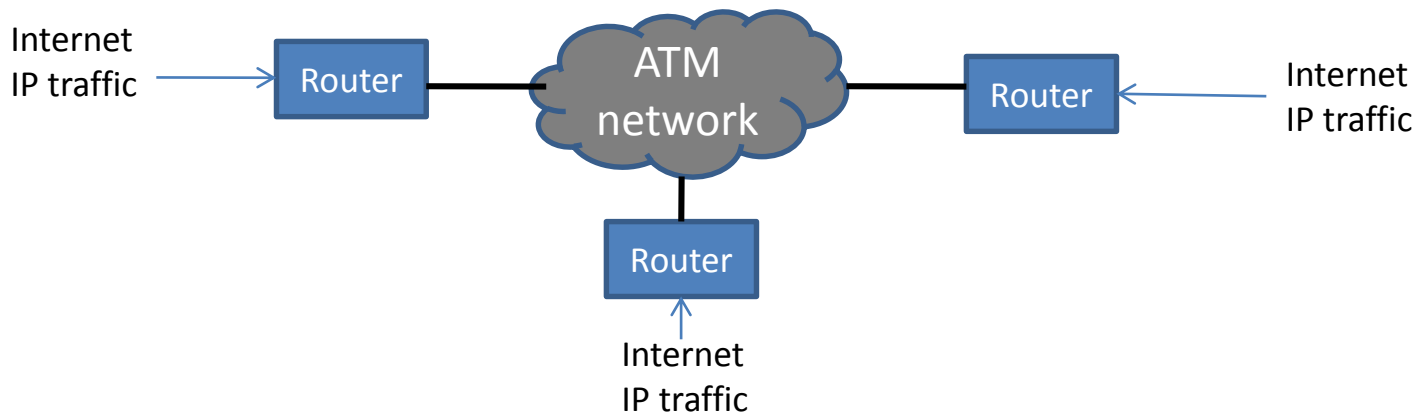 Internet
IP traffic
Router
ATM
network
Router
Internet
IP traffic
Router
Internet
IP traffic